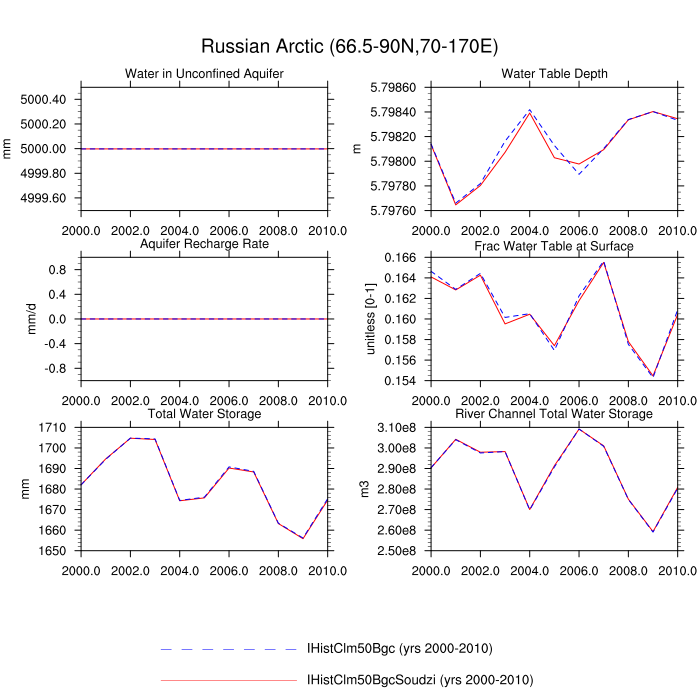 Russian Arctic (66.5-90N,70-170E)
Water in Unconfined Aquifer
mm
5000.40
5000.20
5000.00
4999.80
4999.60
2000.0 2002.0 2004.0 2006.0 2008.0 2010.0
Water Table Depth
m
5.79860
5.79840
5.79820
5.79800
5.79780
5.79760
2000.0 2002.0 2004.0 2006.0 2008.0 2010.0
Aquifer Recharge Rate
mm/d
0.8
0.4
0.0
-0.4
-0.8
2000.0 2002.0 2004.0 2006.0 2008.0 2010.0
Frac Water Table at Surface
unitless [0-1]
0.166
0.164
0.162
0.160
0.158
0.156
0.154
2000.0 2002.0 2004.0 2006.0 2008.0 2010.0
Total Water Storage
mm
1710
1700
1690
1680
1670
1660
1650
2000.0 2002.0 2004.0 2006.0 2008.0 2010.0
River Channel Total Water Storage
m3
3.10e8
3.00e8
2.90e8
2.80e8
2.70e8
2.60e8
2.50e8
2000.0 2002.0 2004.0 2006.0 2008.0 2010.0
IHistClm50Bgc (yrs 2000-2010)
IHistClm50BgcSoudzi (yrs 2000-2010)